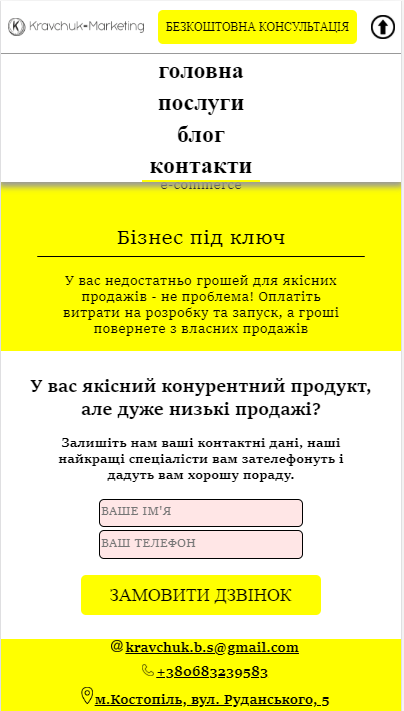 K Kravchuk-Marketing
БЕЗКОШТОВНА КОНСУЛЬТАЦІЯ
головна
послуги
блог
контакти
e-commerce
Бізнес під ключ
У вас недостатньо грошей для якісних
продажів - не проблема! Оплатіть
витрати на розробку та запуск, а гроші
повернете з власних продажів
У вас якісний конурентний продукт,
але дуже низькі продажі?
Залишіть нам ваші контактні дані, наші
найкращі спеціалісти вам зателефонуть і
дадуть вам хорошу пораду.
ВАШЕ ІМ'Я
ВАШ ТЕЛЕФОН
ЗАМОВИТИ ДЗВІНОК
@ kravchuk.b.s@gmail.com
+380683239583
м.Костопіль, вул. Руданського, 5